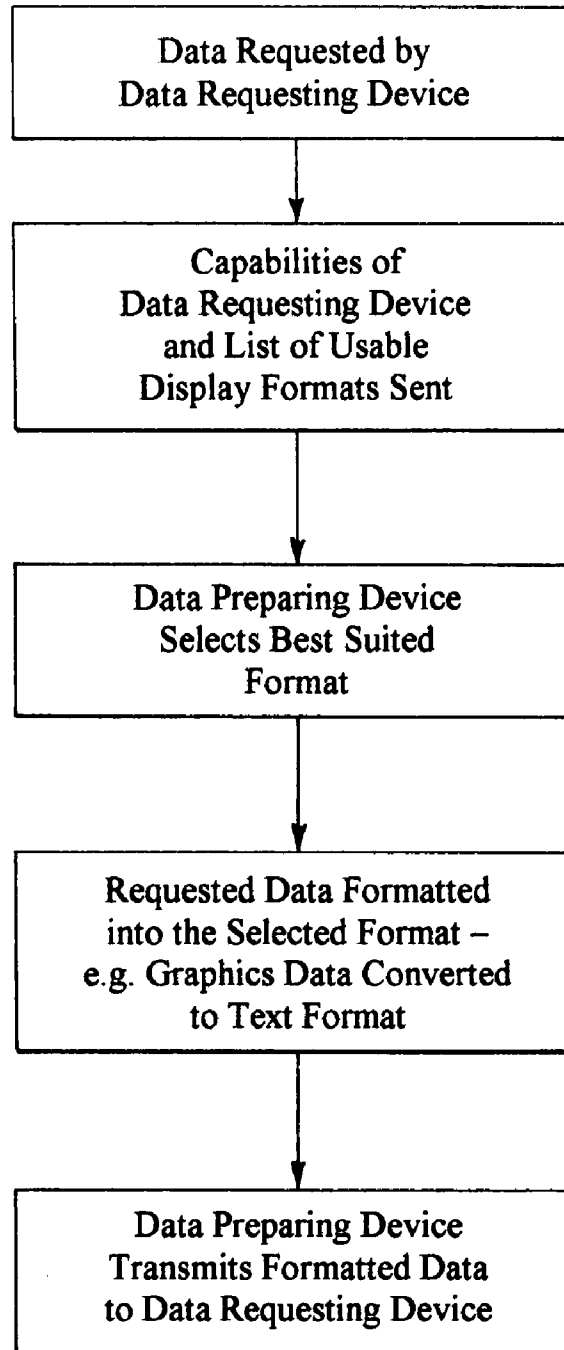 Data Requested by
Data Requesting Device
Capabilities of
Data Requesting Device
and List of Usable
Display Formats Sent
Data Preparing Device
Selects Best Suited
Format
Requested Data Formatted
into the Selected Format –
e.g. Graphics Data Converted
to Text Format
Data Preparing Device
Transmits Formatted Data
to Data Requesting Device